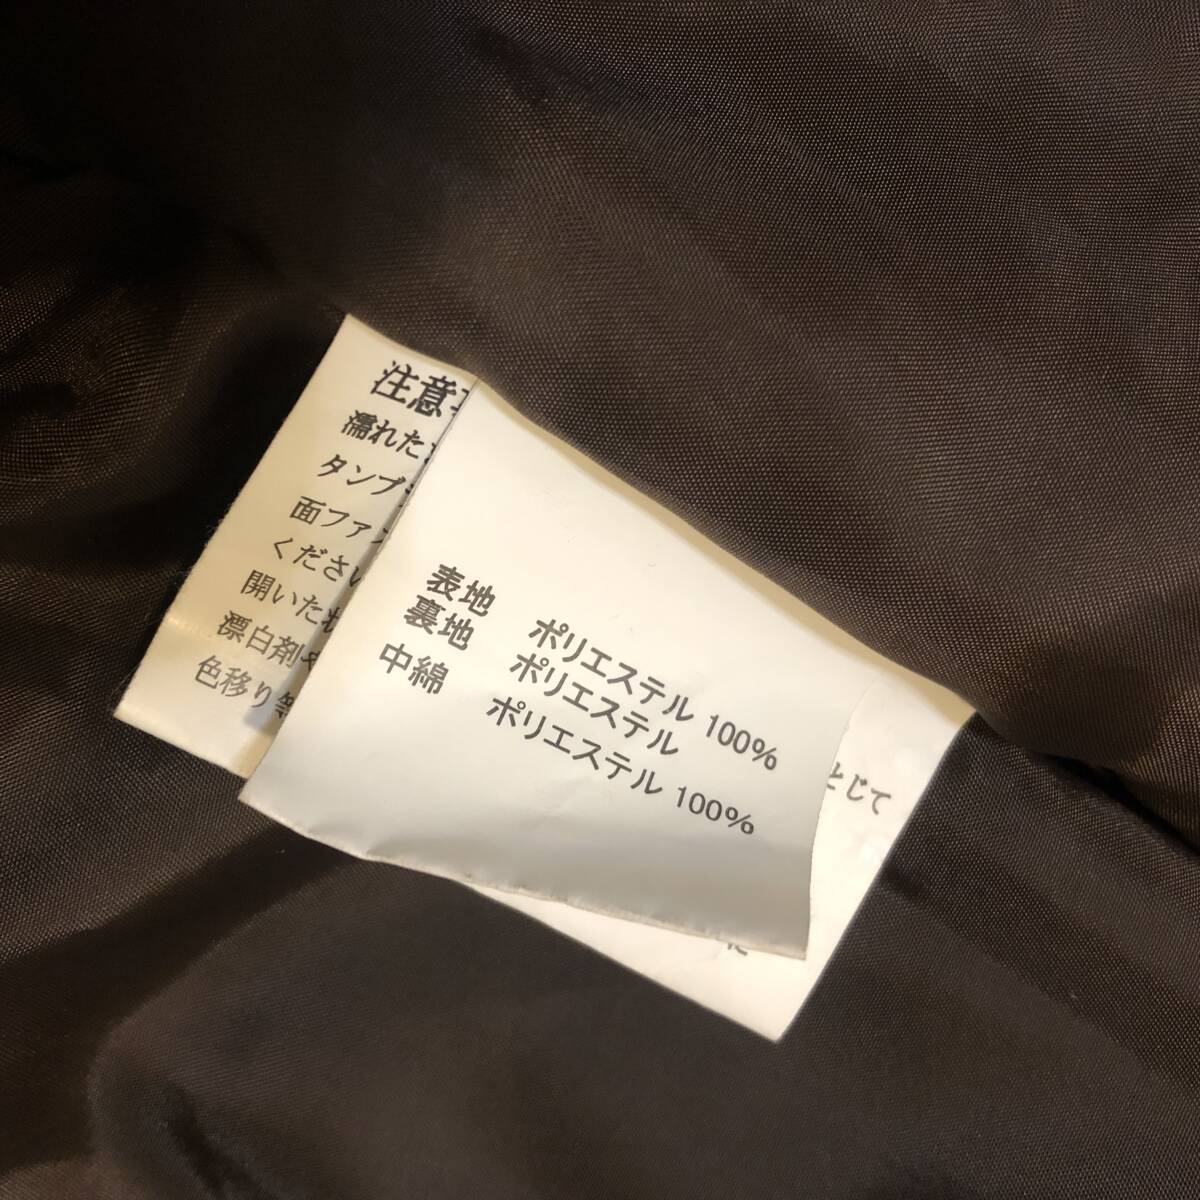 注意
濡れた
タンブ
面ファ
くださ
開いた
漂白剤
色移り
表地 ポリエステル 100%
裏地 ポリエステル
中綿 ポリエステル 100%
とじて
に